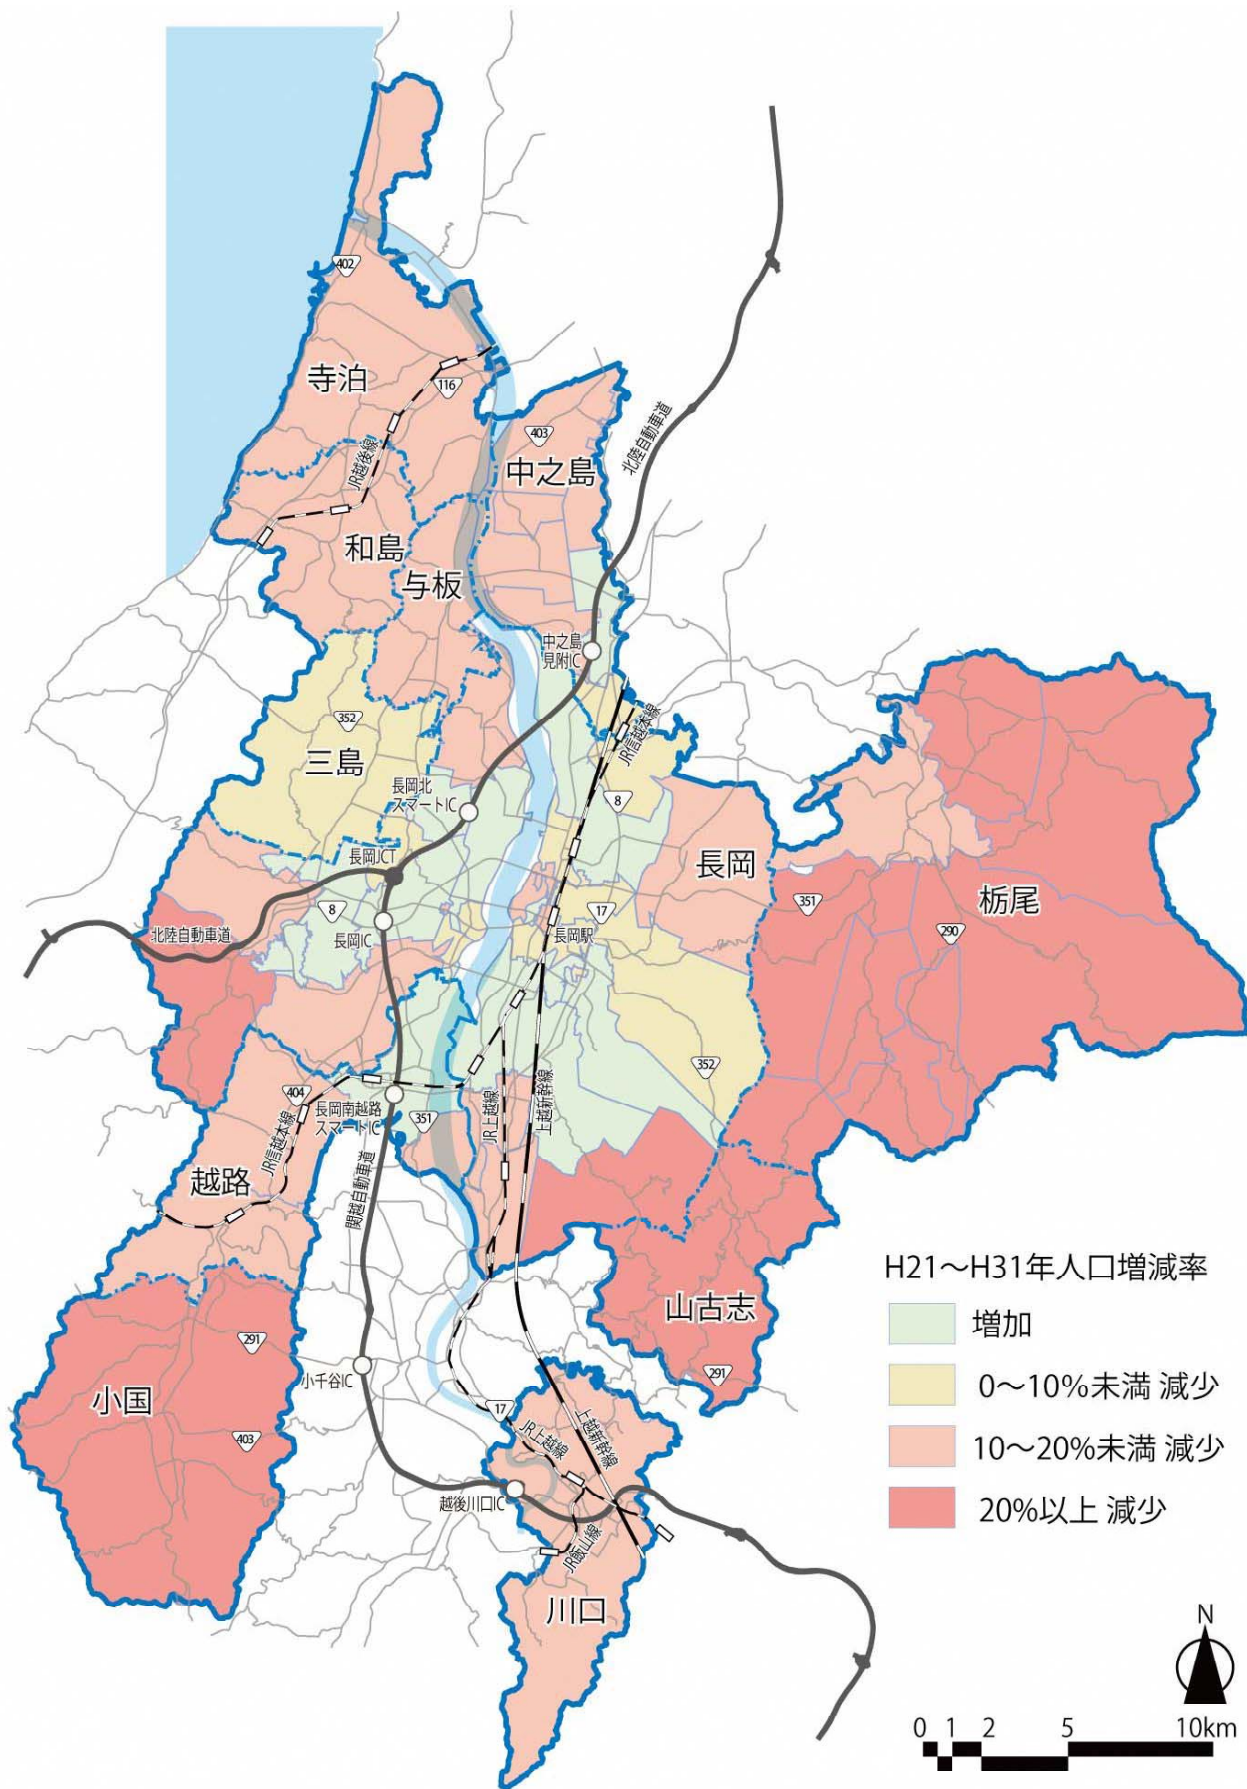 402
寺泊
116
JR越後線
403
中之島
北陸自動車道
和島
与板
中之島
見附IC
352
三島
JR信越本線
8
長岡北
スマートIC
長岡JCT
長岡
栃尾
351
290
8
17
長岡駅
長岡IC
北陸自動車道
352
404
長岡南越路
スマートIC
351
JR信越本線
JR上越線
上越新幹線
越路
関越自動車道
山古志
291
291
小国
403
小千谷IC
17
JR上越線
上越新幹線
越後川口IC
JR飯山線
川口
H21～H31年人口増減率
増加
0～10%未満 減少
10～20%未満 減少
20%以上 減少
N
0 1 2 5 10km